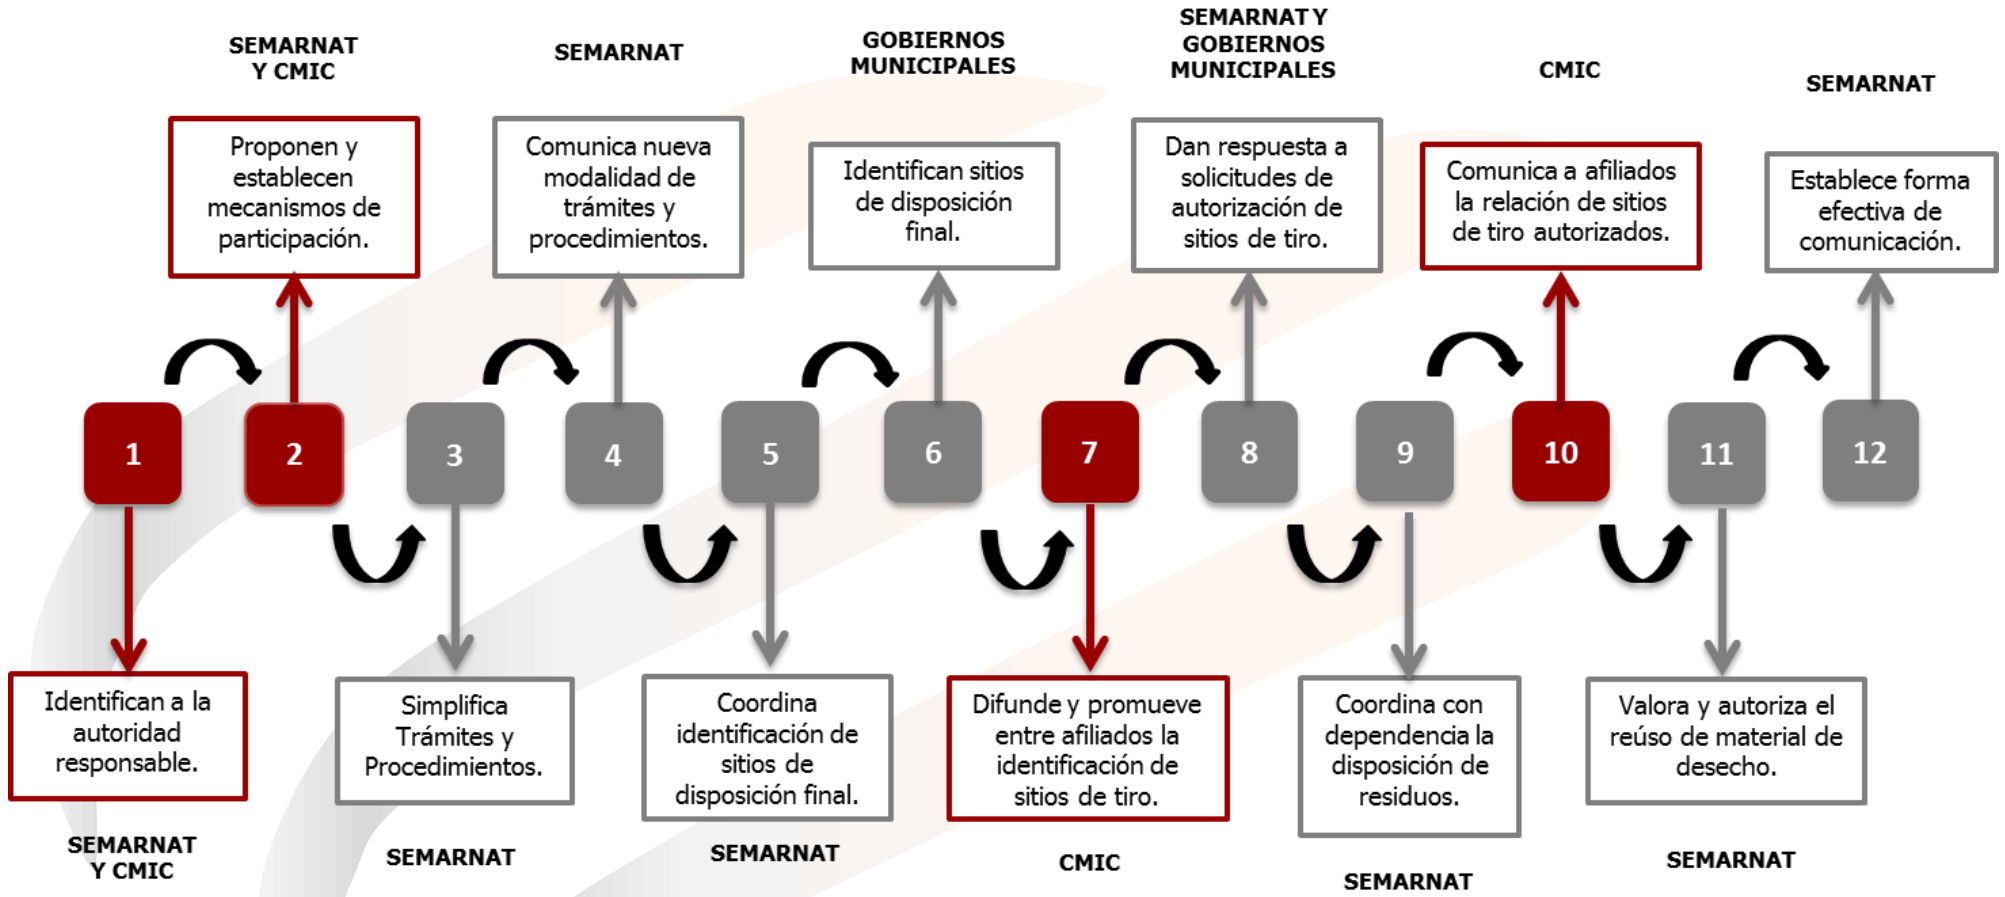 SEMARNAT
Y CMIC
SEMARNAT
GOBIERNOS
MUNICIPALES
SEMARNAT Y
GOBIERNOS
MUNICIPALES
CMIC
SEMARNAT
Proponen y
establecen
mecanismos de
participación.
Comunica nueva
modalidad de
trámites y
procedimientos.
Identifican sitios
de disposición
final.
Dan respuesta a
solicitudes de
autorización de
sitios de tiro.
Comunica a afiliados
la relación de sitios
de tiro autorizados.
Establece forma
efectiva de
comunicación.
1
2
3
4
5
6
7
8
9
10
11
12
Identifican a la
autoridad
responsable.
Simplifica
Trámites y
Procedimientos.
Coordina
identificación de
sitios de
disposición final.
Difunde y promueve
entre afiliados la
identificación de
sitios de tiro.
Coordina con
dependencia la
disposición de
residuos.
Valora y autoriza el
reúso de material de
desecho.
SEMARNAT
Y CMIC
SEMARNAT
SEMARNAT
CMIC
SEMARNAT
SEMARNAT